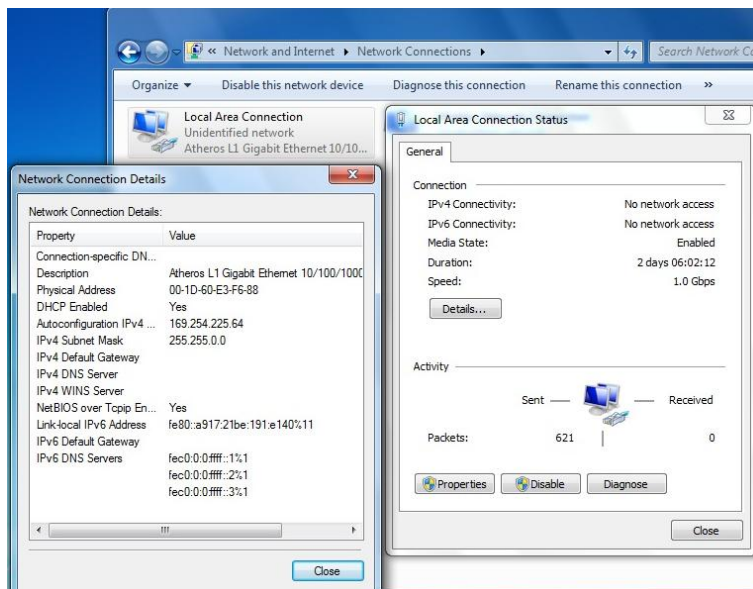 « Network and Internet ▸ Network Connections ▸
Search Network Co
Organize ▾ Disable this network device Diagnose this connection Rename this connection »
Local Area Connection
Unidentified network
Atheros L1 Gigabit Ethernet 10/10...
Local Area Connection Status
General
Connection
IPv4 Connectivity: No network access
IPv6 Connectivity: No network access
Media State: Enabled
Duration: 2 days 06:02:12
Speed: 1.0 Gbps
Details...
Activity
Sent — — Received
Packets: 621 | 0
Properties Disable Diagnose
Close
Network Connection Details
Network Connection Details:
Property Value
Connection-specific DN...
Description Atheros L1 Gigabit Ethernet 10/100/1000
Physical Address 00-1D-60-E3-F6-88
DHCP Enabled Yes
Autoconfiguration IPv4 ... 169.254.225.64
IPv4 Subnet Mask 255.255.0.0
IPv4 Default Gateway
IPv4 DNS Server
IPv4 WINS Server
NetBIOS over Tcpip En... Yes
Link-local IPv6 Address fe80::a917:21be:191:e140%11
IPv6 Default Gateway
IPv6 DNS Servers fec0:0:0:ffff::1%1
fec0:0:0:ffff::2%1
fec0:0:0:ffff::3%1
Close